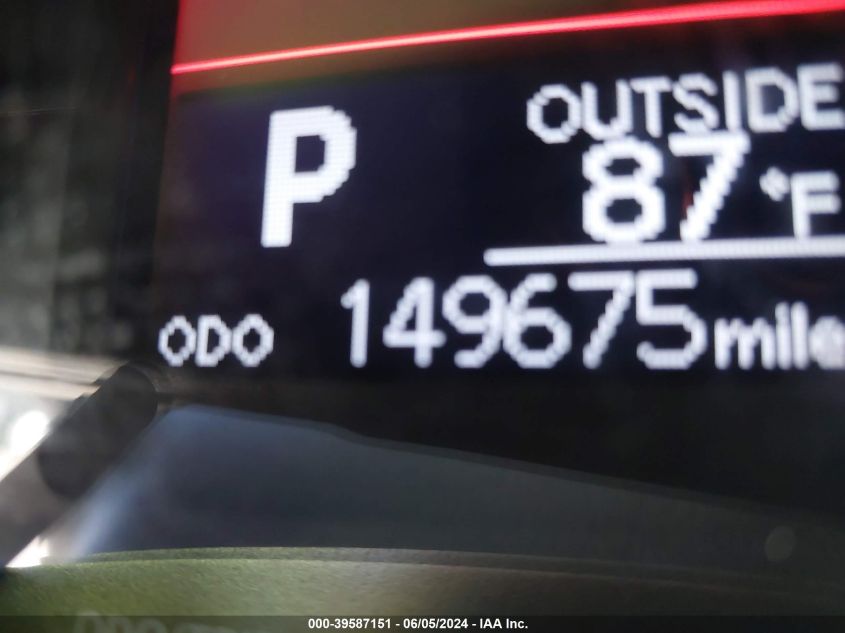 OUTSIDE
P 87 °F
ODO 149675 mile
000-39587151 - 06/05/2024 - IAA Inc.